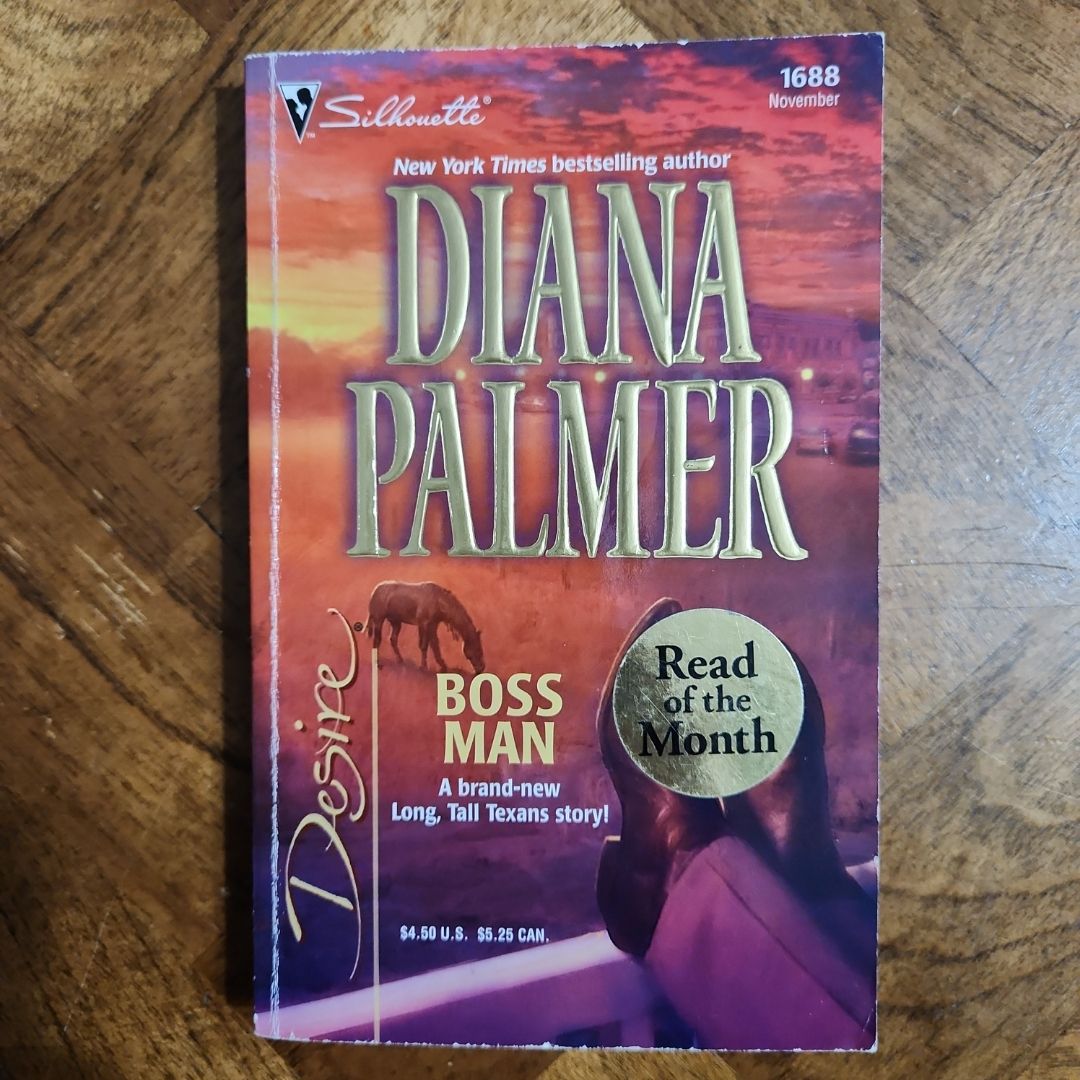 Silhouette®
TM
1688
November
New York Times bestselling author
DIANA
PALMER
Desire®
BOSS
MAN
A brand-new
Long, Tall Texans story!
Read
of the
Month
$4.50 U.S. $5.25 CAN.